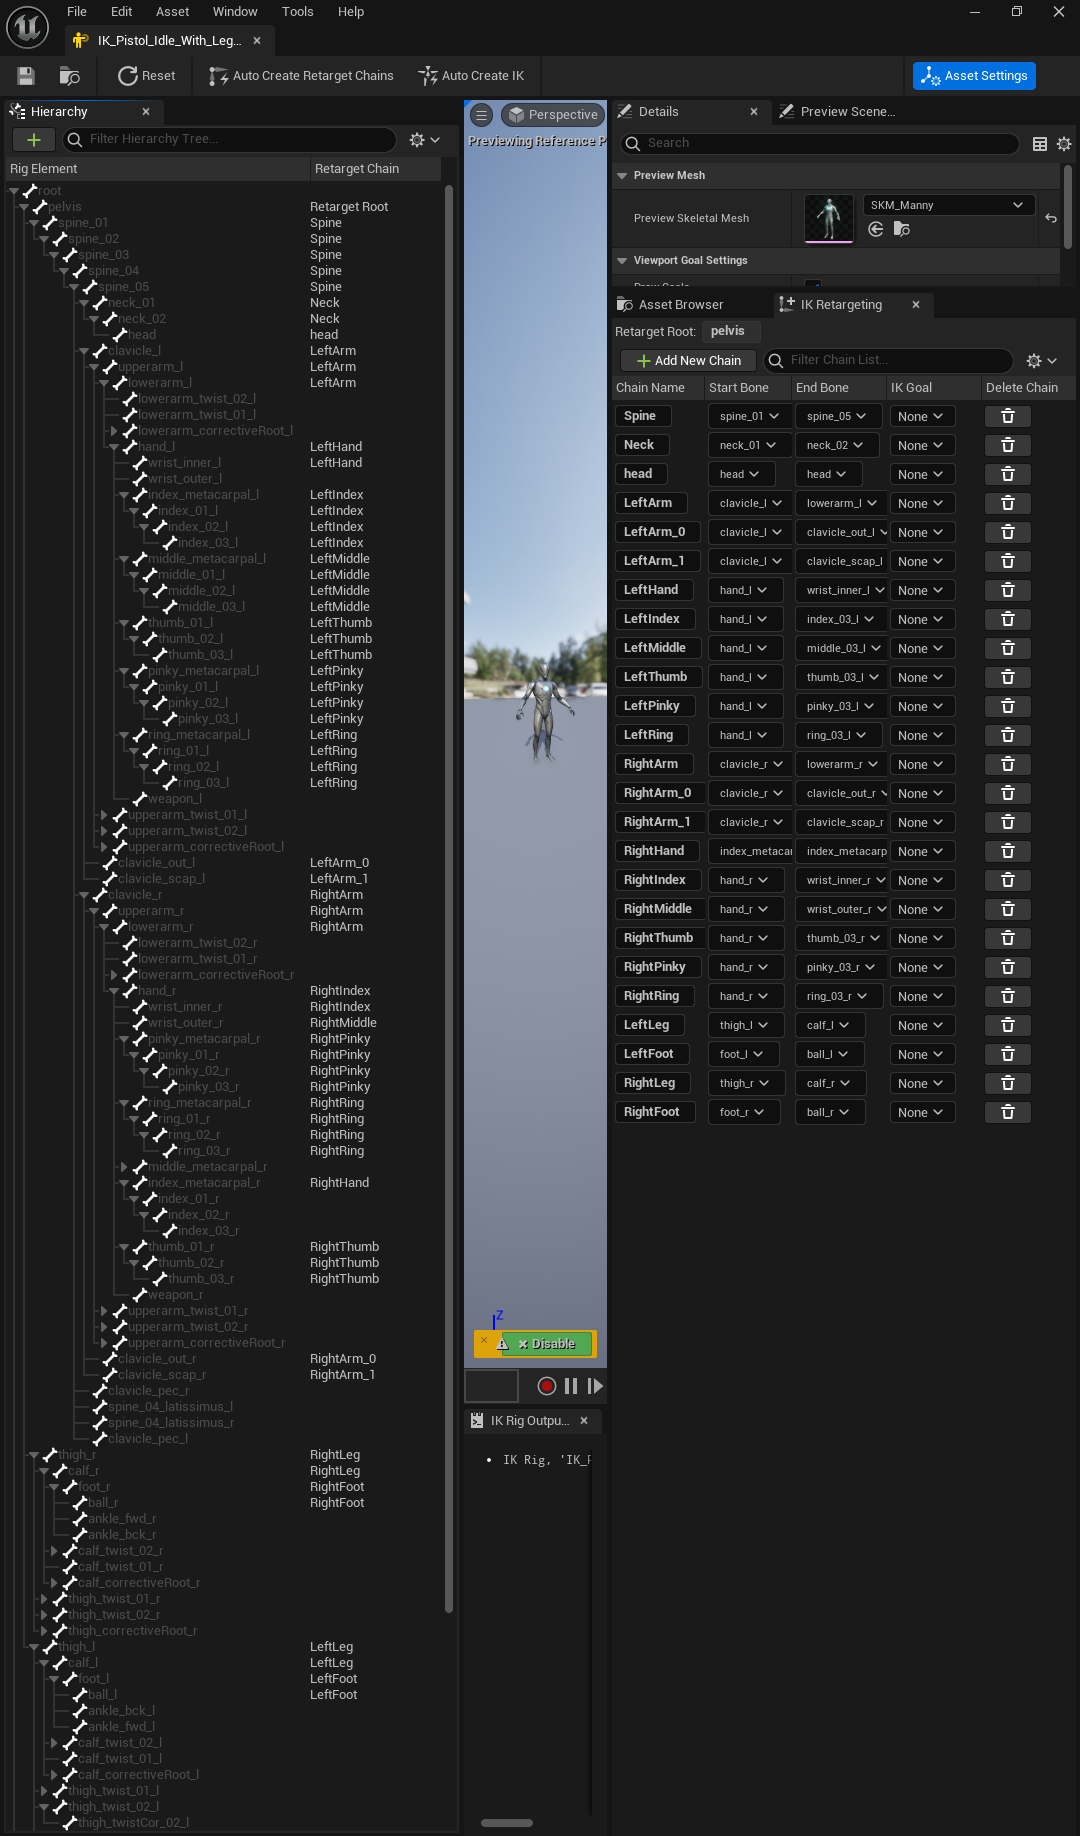 File Edit Asset Window Tools Help
IK_Pistol_Idle_With_Leg...
Reset Auto Create Retarget Chains Auto Create IK Asset Settings
Hierarchy
Filter Hierarchy Tree...
Rig Element Retarget Chain
root
pelvis Retarget Root
spine_01 Spine
spine_02 Spine
spine_03 Spine
spine_04 Spine
spine_05 Spine
neck_01 Neck
neck_02 Neck
head head
clavicle_l LeftArm
upperarm_l LeftArm
lowerarm_l LeftArm
lowerarm_twist_02_l
lowerarm_twist_01_l
lowerarm_correctiveRoot_l
hand_l LeftHand
wrist_inner_l LeftHand
wrist_outer_l
index_metacarpal_l LeftIndex
index_01_l LeftIndex
index_02_l LeftIndex
index_03_l LeftIndex
middle_metacarpal_l LeftMiddle
middle_01_l LeftMiddle
middle_02_l LeftMiddle
middle_03_l LeftMiddle
thumb_01_l LeftThumb
thumb_02_l LeftThumb
thumb_03_l LeftThumb
pinky_metacarpal_l LeftPinky
pinky_01_l LeftPinky
pinky_02_l LeftPinky
pinky_03_l LeftPinky
ring_metacarpal_l LeftRing
ring_01_l LeftRing
ring_02_l LeftRing
ring_03_l LeftRing
weapon_l
upperarm_twist_01_l
upperarm_twist_02_l
upperarm_correctiveRoot_l
clavicle_out_l LeftArm_0
clavicle_scap_l LeftArm_1
clavicle_r RightArm
upperarm_r RightArm
lowerarm_r RightArm
lowerarm_twist_02_r
lowerarm_twist_01_r
lowerarm_correctiveRoot_r
hand_r RightIndex
wrist_inner_r RightIndex
wrist_outer_r RightMiddle
pinky_metacarpal_r RightPinky
pinky_01_r RightPinky
pinky_02_r RightPinky
pinky_03_r RightPinky
ring_metacarpal_r RightRing
ring_01_r RightRing
ring_02_r RightRing
ring_03_r RightRing
middle_metacarpal_r
index_metacarpal_r RightHand
index_01_r
index_02_r
index_03_r
thumb_01_r RightThumb
thumb_02_r RightThumb
thumb_03_r RightThumb
weapon_r
upperarm_twist_01_r
upperarm_twist_02_r
upperarm_correctiveRoot_r
clavicle_out_r RightArm_0
clavicle_scap_r RightArm_1
clavicle_pec_r
spine_04_latissimus_l
spine_04_latissimus_r
clavicle_pec_l
thigh_r RightLeg
calf_r RightLeg
foot_r RightFoot
ball_r RightFoot
ankle_fwd_r
ankle_bck_r
calf_twist_02_r
calf_twist_01_r
calf_correctiveRoot_r
thigh_twist_01_r
thigh_twist_02_r
thigh_correctiveRoot_r
thigh_l LeftLeg
calf_l LeftLeg
foot_l LeftFoot
ball_l LeftFoot
ankle_bck_l
ankle_fwd_l
calf_twist_02_l
calf_twist_01_l
calf_correctiveRoot_l
thigh_twist_01_l
thigh_twist_02_l
thigh_twistCor_02_l
Perspective
Previewing Reference P
Z
Disable
IK Rig Outpu...
• IK Rig, 'IK_P
Details Preview Scene...
Search
Preview Mesh
Preview Skeletal Mesh SKM_Manny
Viewport Goal Settings
Draw Goals
Asset Browser IK Retargeting
Retarget Root: pelvis
Add New Chain Filter Chain List...
Chain Name Start Bone End Bone IK Goal Delete Chain
Spine spine_01 spine_05 None
Neck neck_01 neck_02 None
head head head None
LeftArm clavicle_l lowerarm_l None
LeftArm_0 clavicle_l clavicle_out_l None
LeftArm_1 clavicle_l clavicle_scap_l None
LeftHand hand_l wrist_inner_l None
LeftIndex hand_l index_03_l None
LeftMiddle hand_l middle_03_l None
LeftThumb hand_l thumb_03_l None
LeftPinky hand_l pinky_03_l None
LeftRing hand_l ring_03_l None
RightArm clavicle_r lowerarm_r None
RightArm_0 clavicle_r clavicle_out_r None
RightArm_1 clavicle_r clavicle_scap_r None
RightHand index_metacar index_metacarp None
RightIndex hand_r wrist_inner_r None
RightMiddle hand_r wrist_outer_r None
RightThumb hand_r thumb_03_r None
RightPinky hand_r pinky_03_r None
RightRing hand_r ring_03_r None
LeftLeg thigh_l calf_l None
LeftFoot foot_l ball_l None
RightLeg thigh_r calf_r None
RightFoot foot_r ball_r None